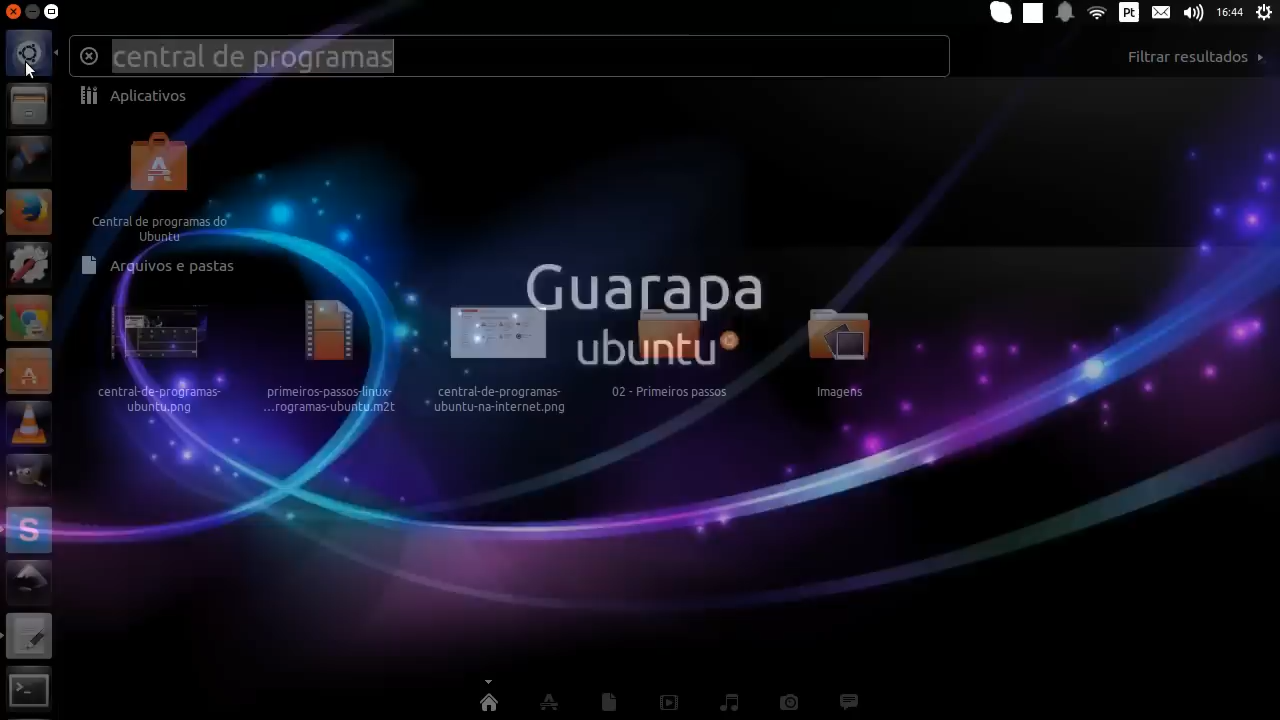 Pt
16:44
central de programas
Filtrar resultados
Aplicativos
Central de programas do
Ubuntu
Arquivos e pastas
Guarapa
ubuntu
central-de-programas-
ubuntu.png
primeiros-passos-linux-
...rogramas-ubuntu.m2t
central-de-programas-
ubuntu-na-internet.png
02 - Primeiros passos
Imagens
S